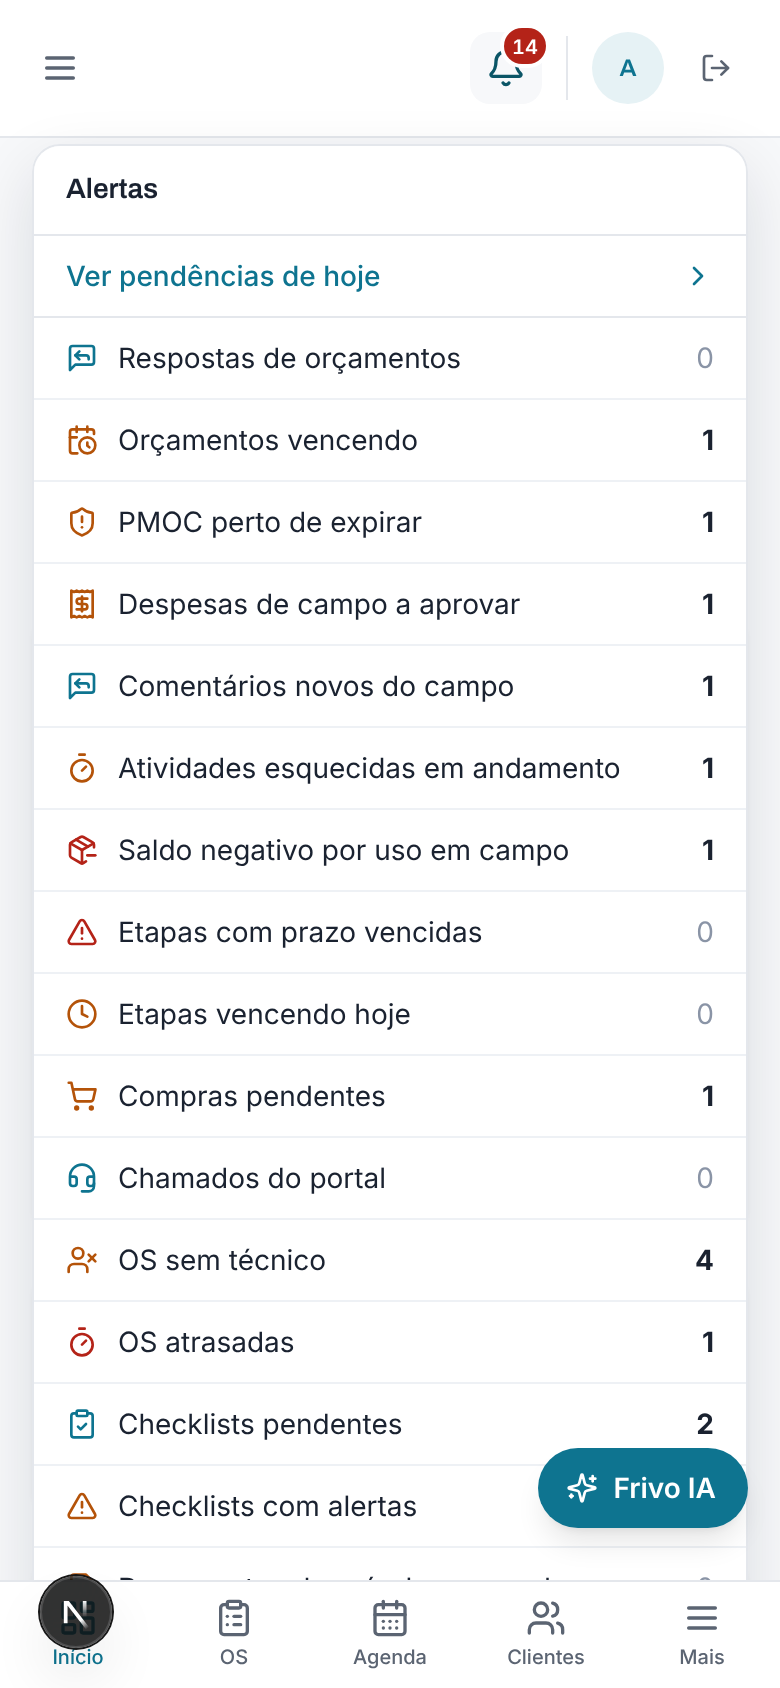 14
A
Alertas
Ver pendências de hoje
Respostas de orçamentos 0
Orçamentos vencendo 1
PMOC perto de expirar 1
Despesas de campo a aprovar 1
Comentários novos do campo 1
Atividades esquecidas em andamento 1
Saldo negativo por uso em campo 1
Etapas com prazo vencidas 0
Etapas vencendo hoje 0
Compras pendentes 1
Chamados do portal 0
OS sem técnico 4
OS atrasadas 1
Checklists pendentes 2
Frivo IA
Checklists com alertas
N
Início OS Agenda Clientes Mais